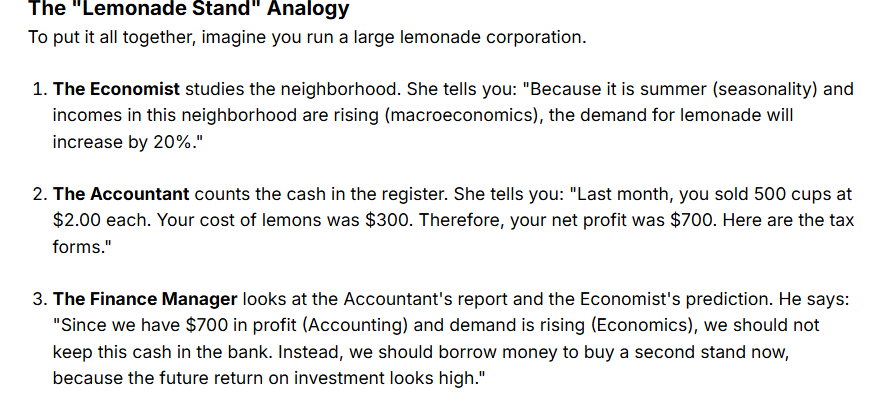 The "Lemonade Stand" Analogy
To put it all together, imagine you run a large lemonade corporation.
1. The Economist studies the neighborhood. She tells you: "Because it is summer (seasonality) and
incomes in this neighborhood are rising (macroeconomics), the demand for lemonade will
increase by 20%."
2. The Accountant counts the cash in the register. She tells you: "Last month, you sold 500 cups at
$2.00 each. Your cost of lemons was $300. Therefore, your net profit was $700. Here are the tax
forms."
3. The Finance Manager looks at the Accountant's report and the Economist's prediction. He says:
"Since we have $700 in profit (Accounting) and demand is rising (Economics), we should not
keep this cash in the bank. Instead, we should borrow money to buy a second stand now,
because the future return on investment looks high."